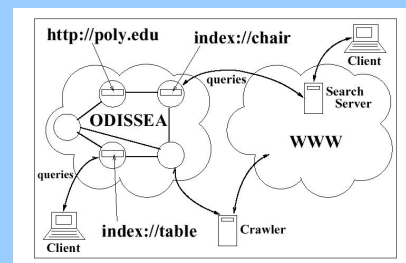 http://poly.edu
index://chair
Client
queries
Search
Server
ODISSEA
WWW
queries
index://table
Crawler
Client